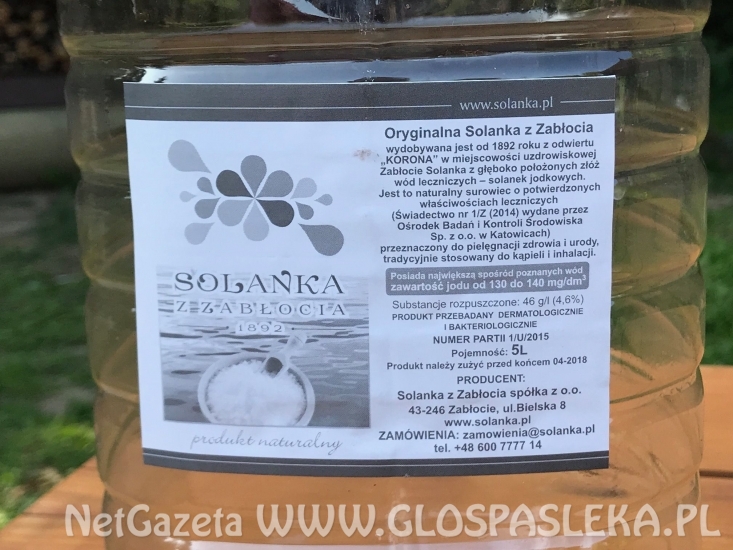 www.solanka.pl
Oryginalna Solanka z Zabłocia
wydobywana jest od 1892 roku z odwiertu
„KORONA" w miejscowości uzdrowiskowej
Zabłocie Solanka z głęboko położonych złóż
wód leczniczych – solanek jodkowych.
Jest to naturalny surowiec o potwierdzonych
właściwościach leczniczych
(Świadectwo nr 1/Z (2014) wydane przez
Ośrodek Badań i Kontroli Środowiska
Sp. z o.o. w Katowicach)
przeznaczony do pielęgnacji zdrowia i urody,
tradycyjnie stosowany do kąpieli i inhalacji.
Posiada największą spośród poznanych wód
zawartość jodu od 130 do 140 mg/dm³
Substancje rozpuszczone: 46 g/l (4,6%)
PRODUKT PRZEBADANY DERMATOLOGICZNIE
I BAKTERIOLOGICZNIE
NUMER PARTII 1/U/2015
Pojemność: 5L
Produkt należy zużyć przed końcem 04-2018
PRODUCENT:
Solanka z Zabłocia spółka z o.o.
43-246 Zabłocie, ul.Bielska 8
www.solanka.pl
ZAMÓWIENIA: zamowienia@solanka.pl
tel. +48 600 7777 14
SOLANKA
Z ZABŁOCIA
1892
produkt naturalny
NetGazeta WWW.GLOSPASLEKA.PL